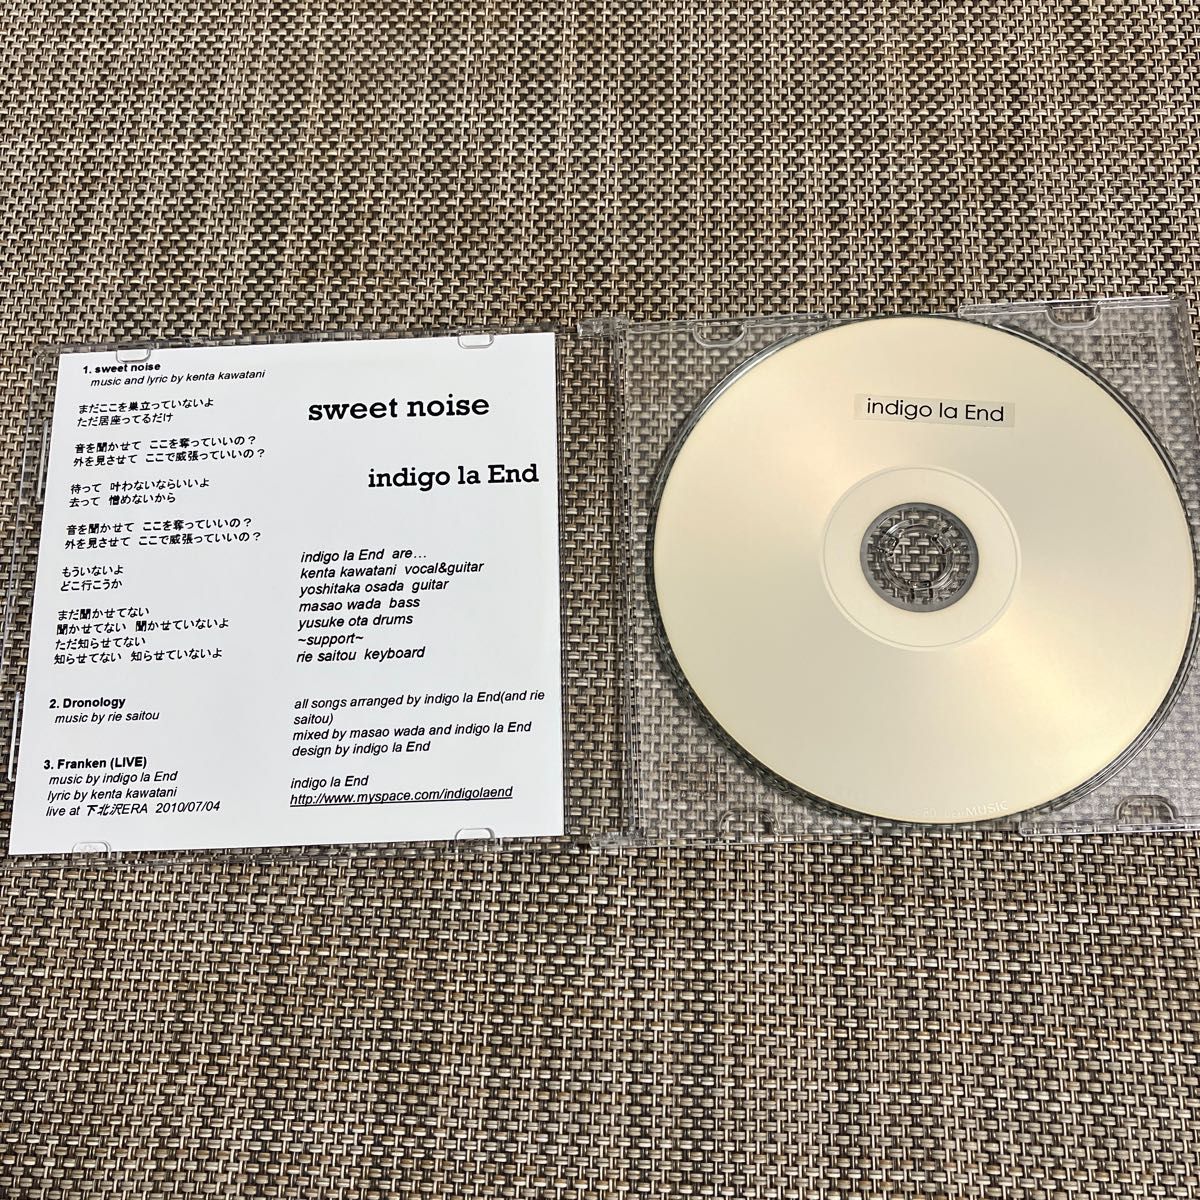 1. sweet noise
music and lyric by kenta kawatani
まだここを巣立っていないよ
ただ居座ってるだけ
音を聞かせて ここを奪っていいの？
外を見させて ここで威張っていいの？
待って 叶わないならいいよ
去って 憎めないから
音を聞かせて ここを奪っていいの？
外を見させて ここで威張っていいの？
もういないよ
どこ行こうか
まだ聞かせてない
聞かせてない 聞かせていないよ
ただ知らせてない
知らせてない 知らせていないよ
2. Dronology
music by rie saitou
3. Franken (LIVE)
music by indigo la End
lyric by kenta kawatani
live at 下北沢ERA 2010/07/04
sweet noise
indigo la End
indigo la End are…
kenta kawatani vocal&guitar
yoshitaka osada guitar
masao wada bass
yusuke ota drums
~support~
rie saitou keyboard
all songs arranged by indigo la End(and rie
saitou)
mixed by masao wada and indigo la End
design by indigo la End
indigo la End
http://www.myspace.com/indigolaend
indigo la End
MUSIC